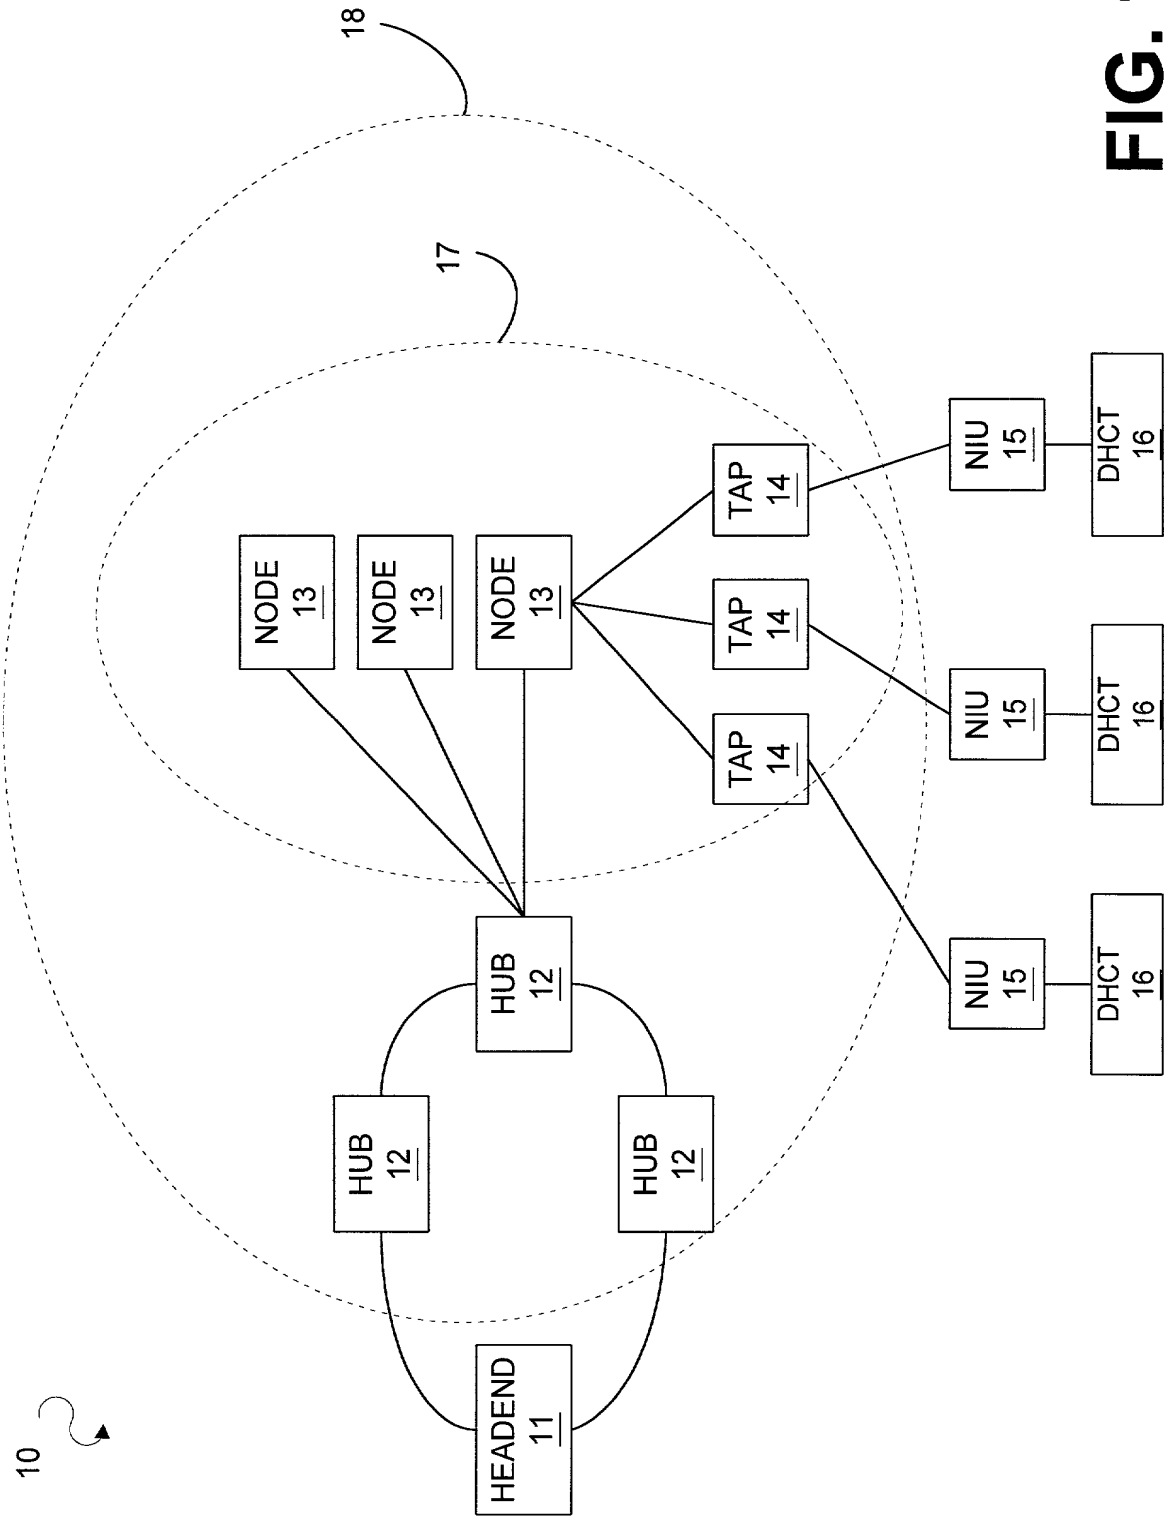 10
18
17
HEADEND
11
HUB
12
HUB
12
HUB
12
NODE
13
NODE
13
NODE
13
TAP
14
TAP
14
TAP
14
NIU
15
NIU
15
NIU
15
DHCT
16
DHCT
16
DHCT
16
FIG.